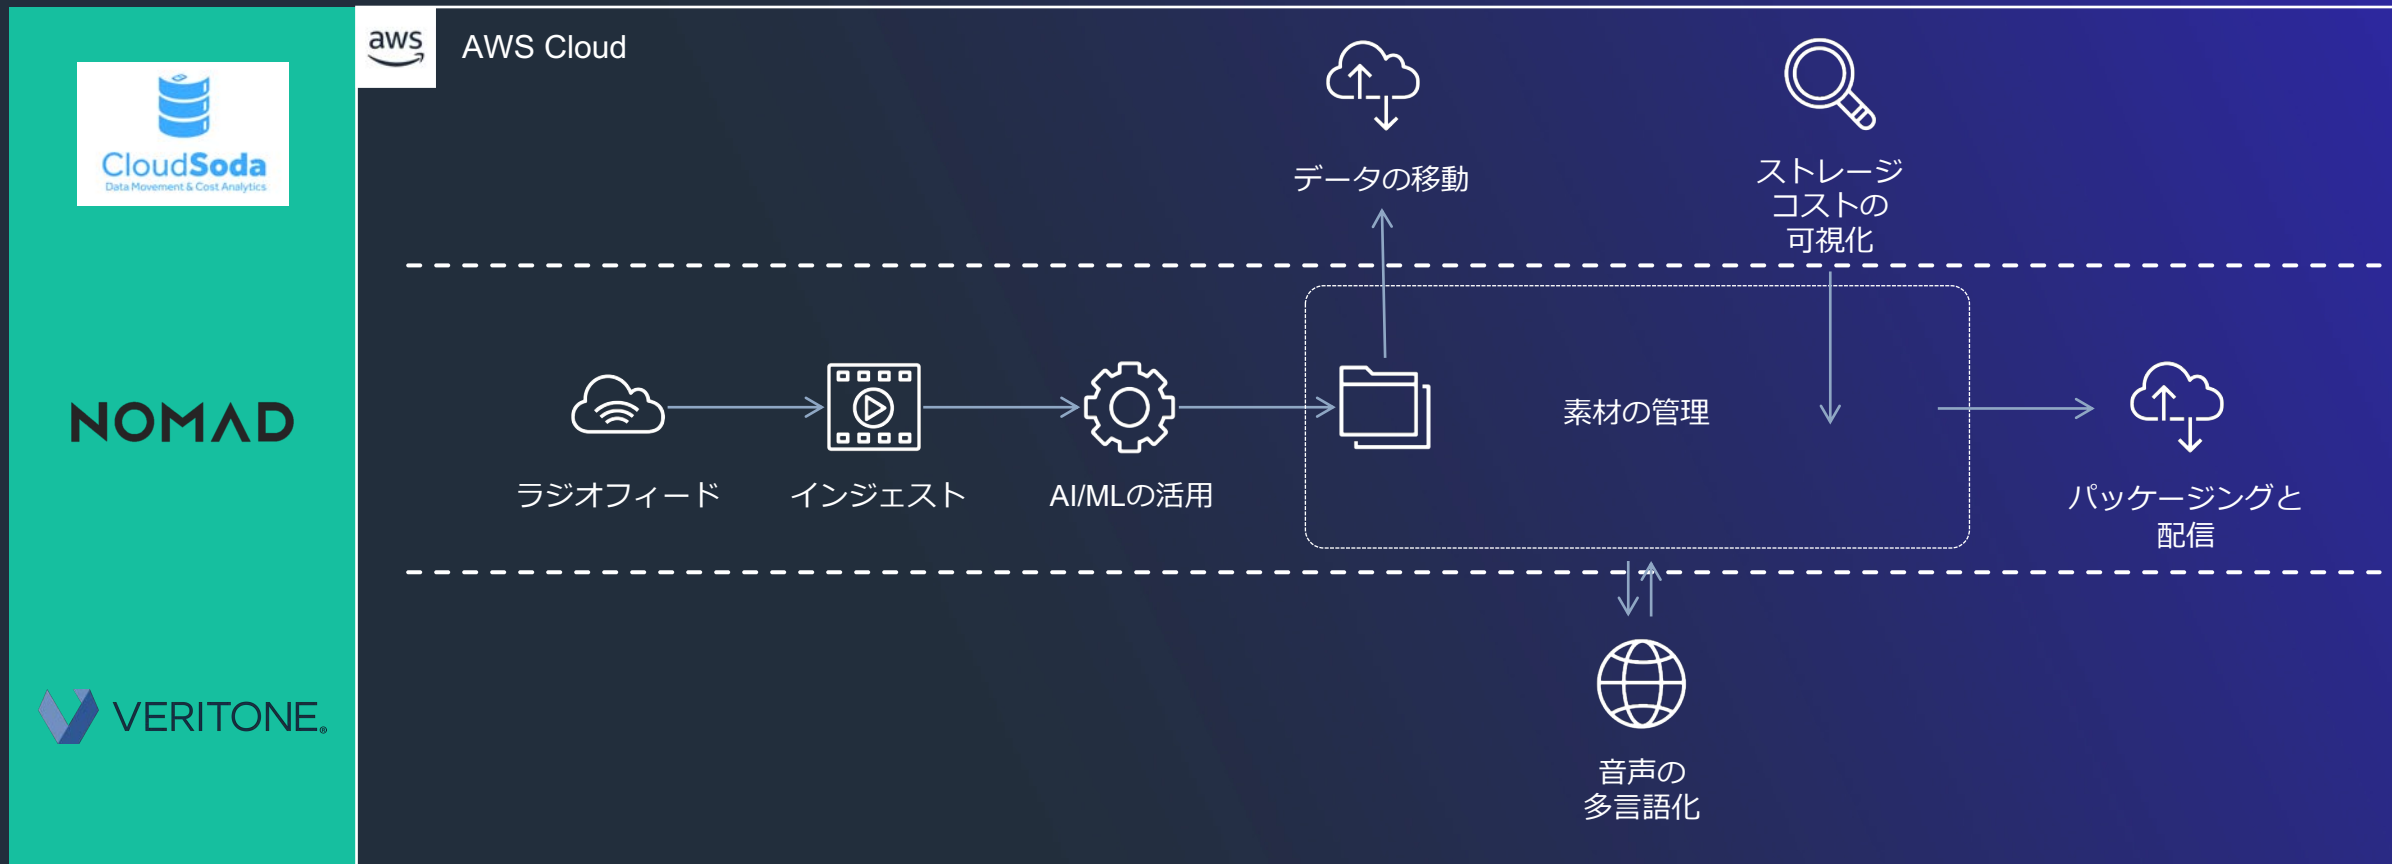 aws
AWS Cloud
CloudSoda
Data Movement & Cost Analytics
データの移動
ストレージ
コストの
可視化
NOMAD
ラジオフィード
インジェスト
AI/MLの活用
素材の管理
パッケージングと
配信
VERITONE®
音声の
多言語化